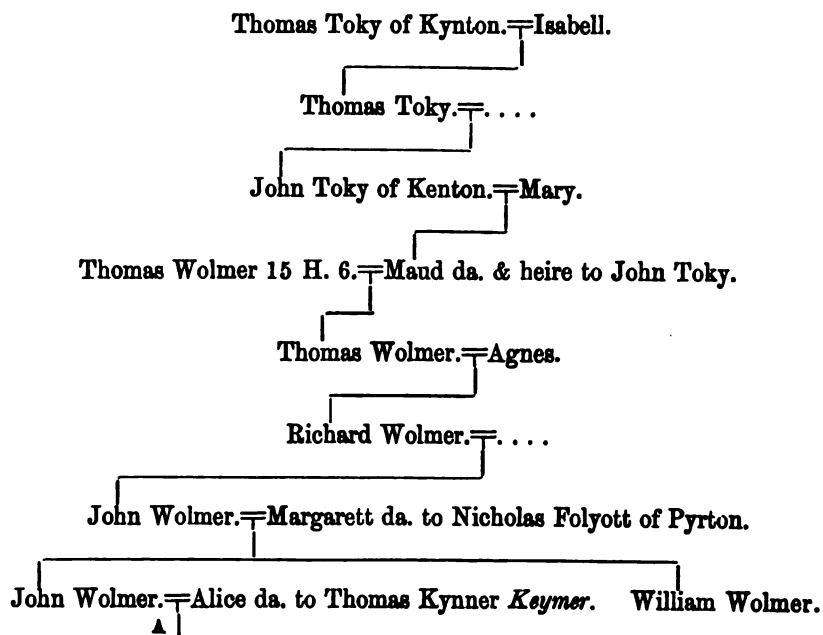 Thomas Toky of Kynton.=Isabell.
Thomas Toky.=. . . .
John Toky of Kenton.=Mary.
Thomas Wolmer 15 H. 6.=Maud da. & heire to John Toky.
Thomas Wolmer.=Agnes.
Richard Wolmer.=. . . .
John Wolmer.=Margarett da. to Nicholas Folyott of Pyrton.
John Wolmer.=Alice da. to Thomas Kynner Keymer. William Wolmer.
A